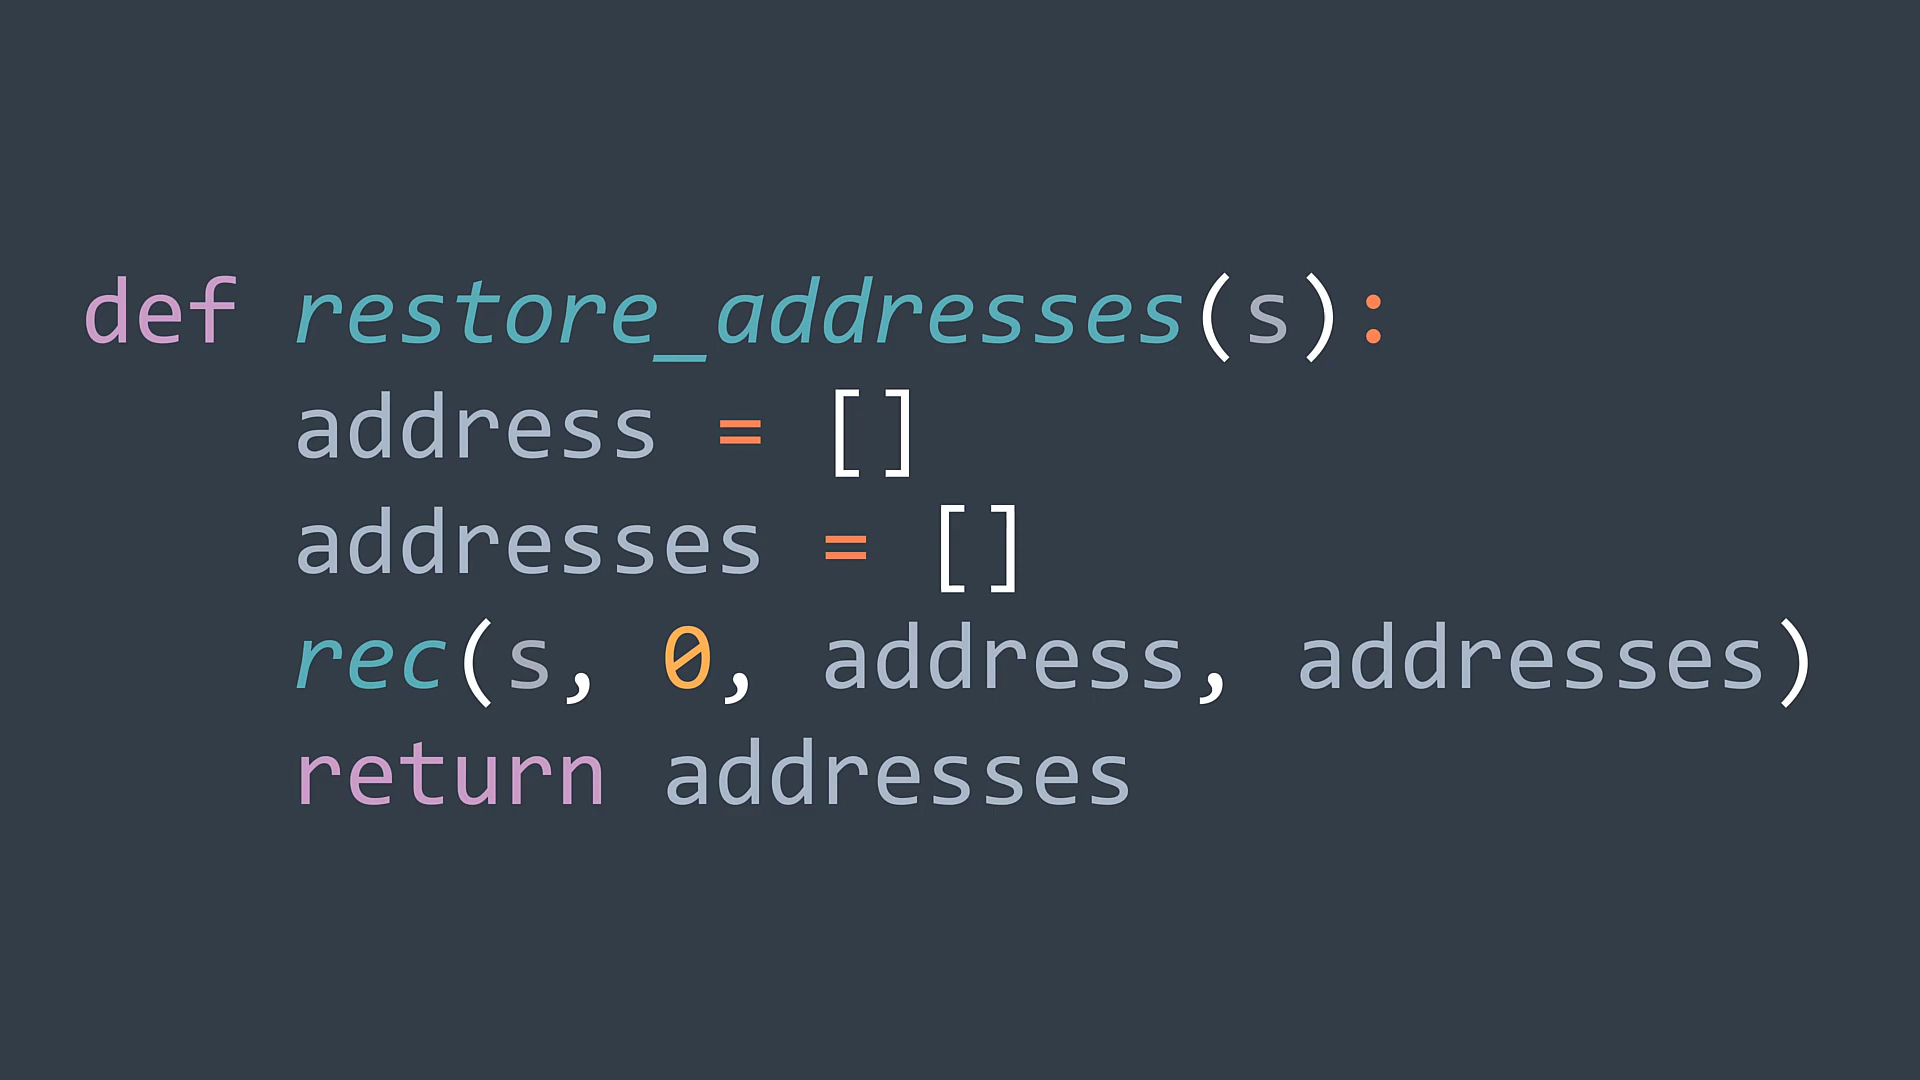 def restore_addresses(s):
    address = []
    addresses = []
    rec(s, 0, address, addresses)
    return addresses